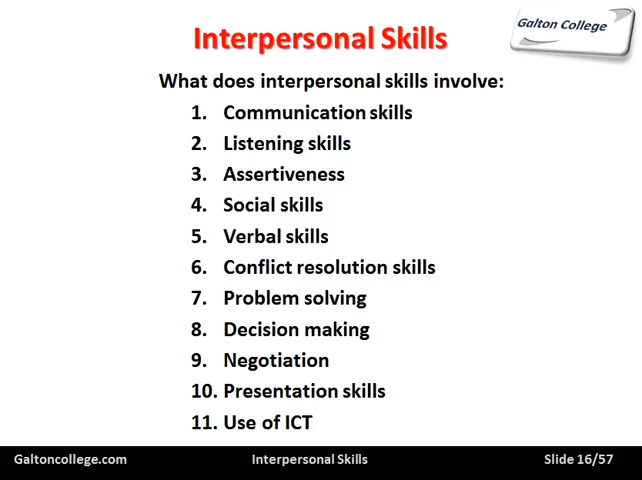 Interpersonal Skills
Galton College
What does interpersonal skills involve:
1. Communication skills
2. Listening skills
3. Assertiveness
4. Social skills
5. Verbal skills
6. Conflict resolution skills
7. Problem solving
8. Decision making
9. Negotiation
10. Presentation skills
11. Use of ICT
Galtoncollege.com Interpersonal Skills Slide 16/57